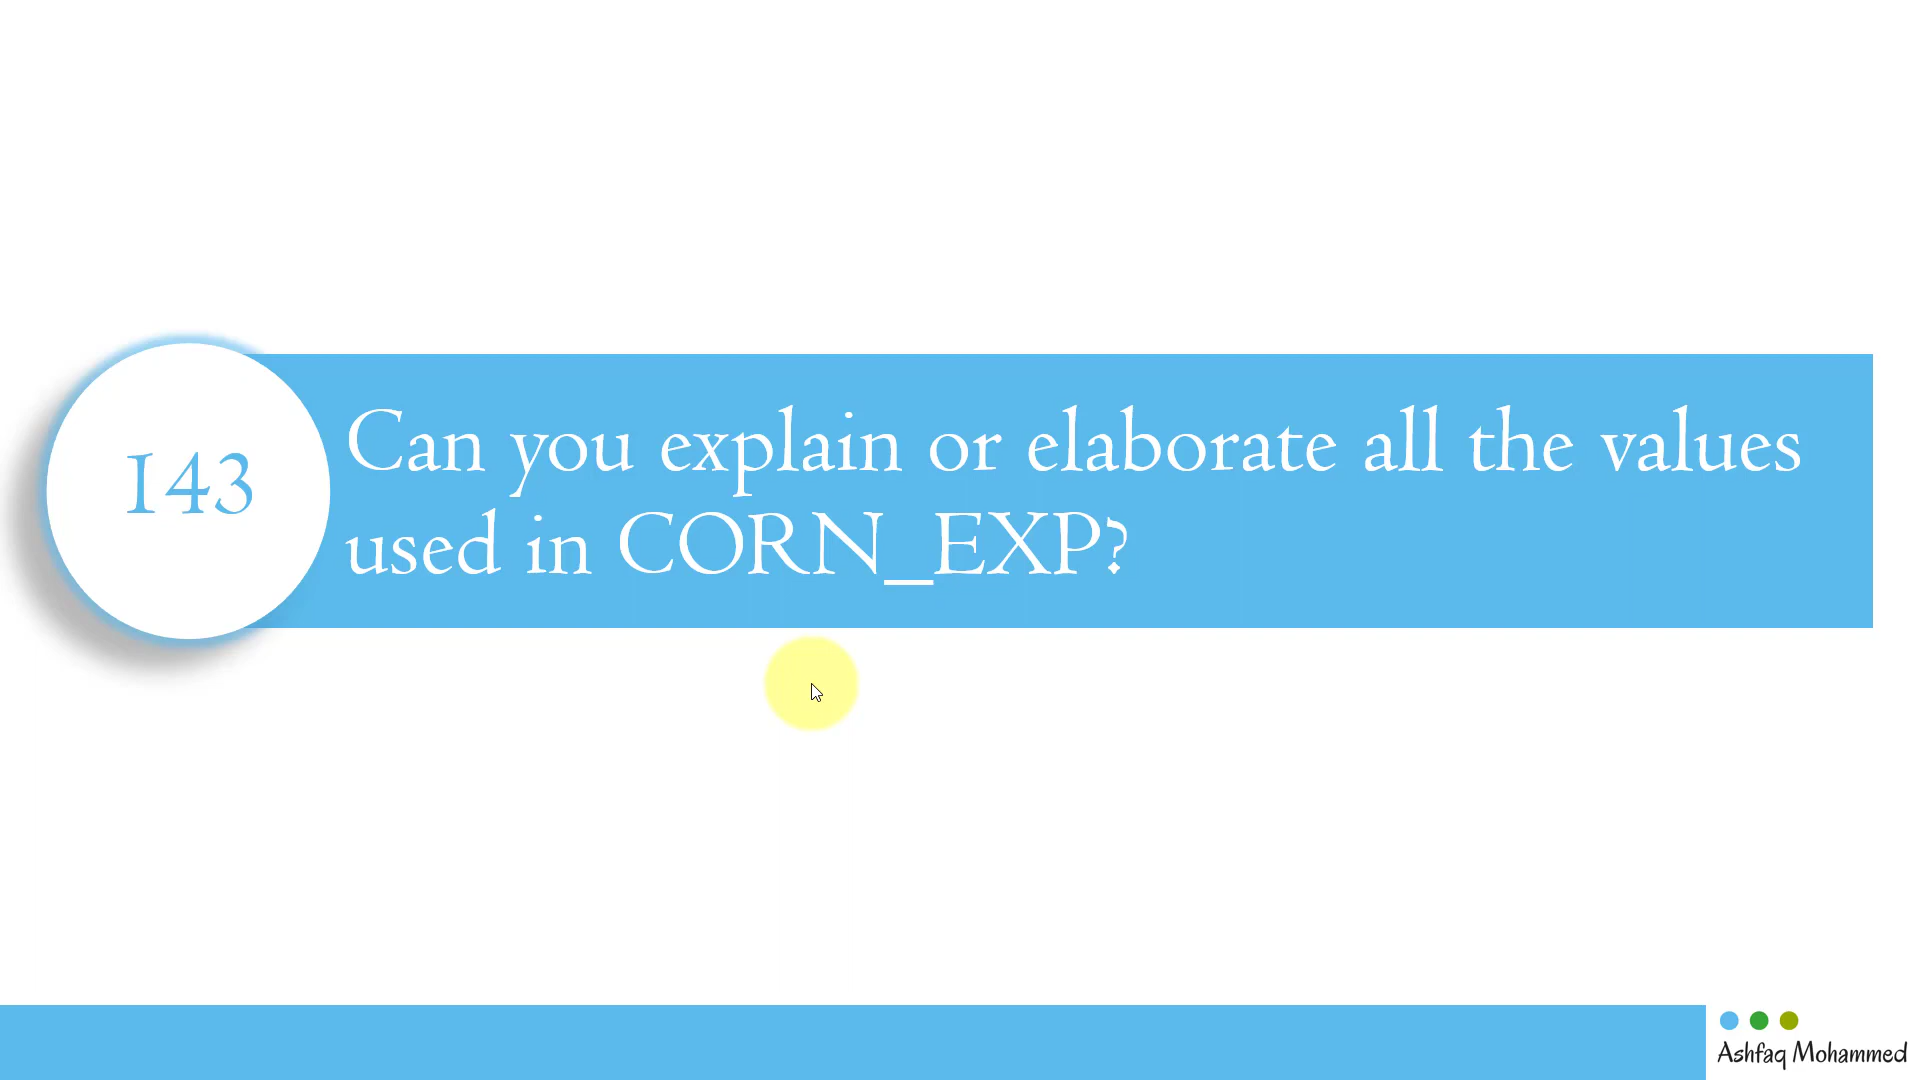 143
Can you explain or elaborate all the values
used in CORN_EXP?
Ashfaq Mohammed